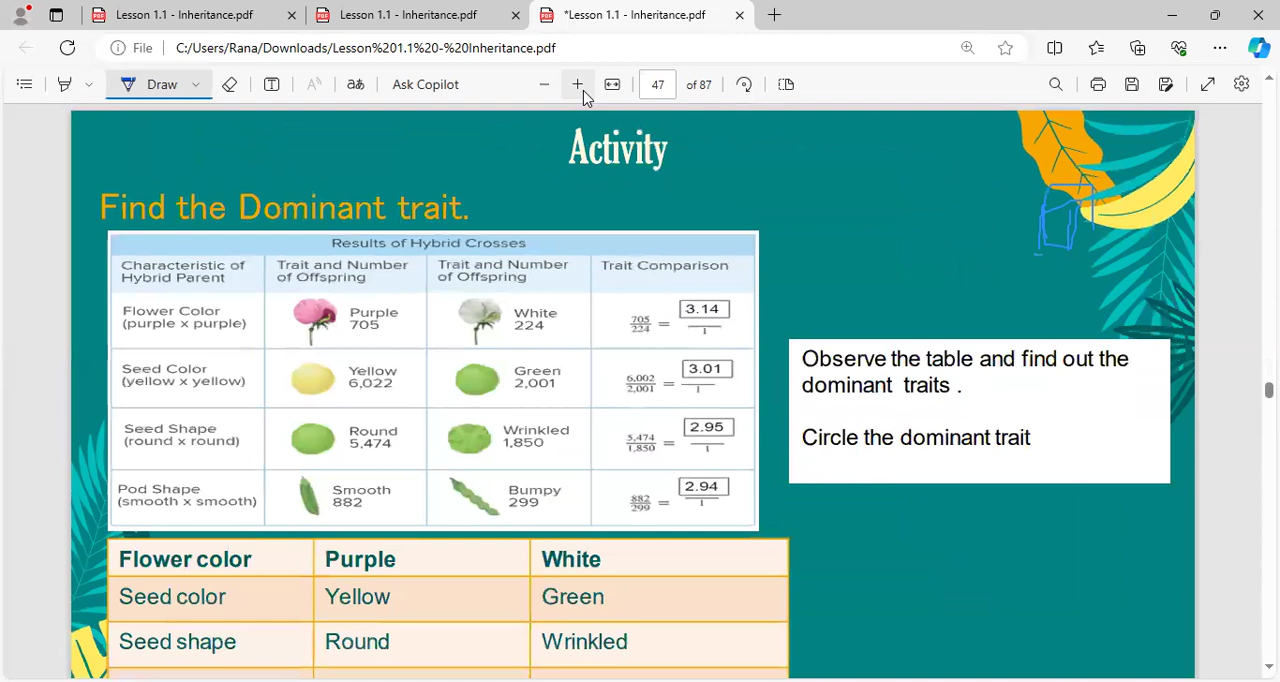 Lesson 1.1 - Inheritance.pdf
Lesson 1.1 - Inheritance.pdf
*Lesson 1.1 - Inheritance.pdf
File
C:/Users/Rana/Downloads/Lesson%201.1%20-%20Inheritance.pdf
Draw
Ask Copilot
47 of 87
Activity
Find the Dominant trait.
Results of Hybrid Crosses
Characteristic of
Hybrid Parent
Trait and Number
of Offspring
Trait and Number
of Offspring
Trait Comparison
Flower Color
(purple x purple)
Purple
705
White
224
705/224 = 3.14/1
Seed Color
(yellow x yellow)
Yellow
6,022
Green
2,001
6,002/2,001 = 3.01/1
Seed Shape
(round x round)
Round
5,474
Wrinkled
1,850
5,474/1,850 = 2.95/1
Pod Shape
(smooth x smooth)
Smooth
882
Bumpy
299
882/299 = 2.94/1
Observe the table and find out the
dominant traits .
Circle the dominant trait
Flower color Purple White
Seed color Yellow Green
Seed shape Round Wrinkled